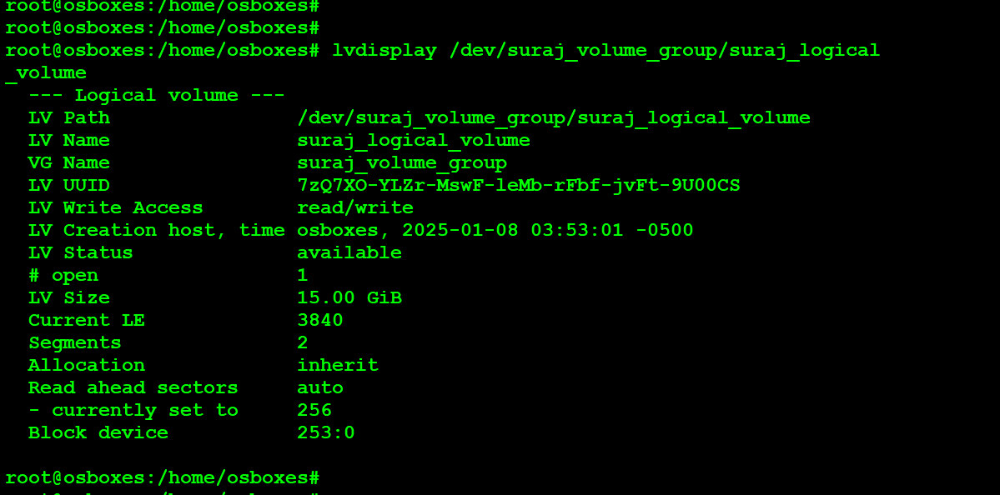 root@osboxes:/home/osboxes#
root@osboxes:/home/osboxes#
root@osboxes:/home/osboxes# lvdisplay /dev/suraj_volume_group/suraj_logical
_volume
  --- Logical volume ---
  LV Path                /dev/suraj_volume_group/suraj_logical_volume
  LV Name                suraj_logical_volume
  VG Name                suraj_volume_group
  LV UUID                7zQ7XO-YLZr-MswF-leMb-rFbf-jvFt-9U00CS
  LV Write Access        read/write
  LV Creation host, time osboxes, 2025-01-08 03:53:01 -0500
  LV Status              available
  # open                 1
  LV Size                15.00 GiB
  Current LE             3840
  Segments               2
  Allocation             inherit
  Read ahead sectors     auto
  - currently set to     256
  Block device           253:0
root@osboxes:/home/osboxes#